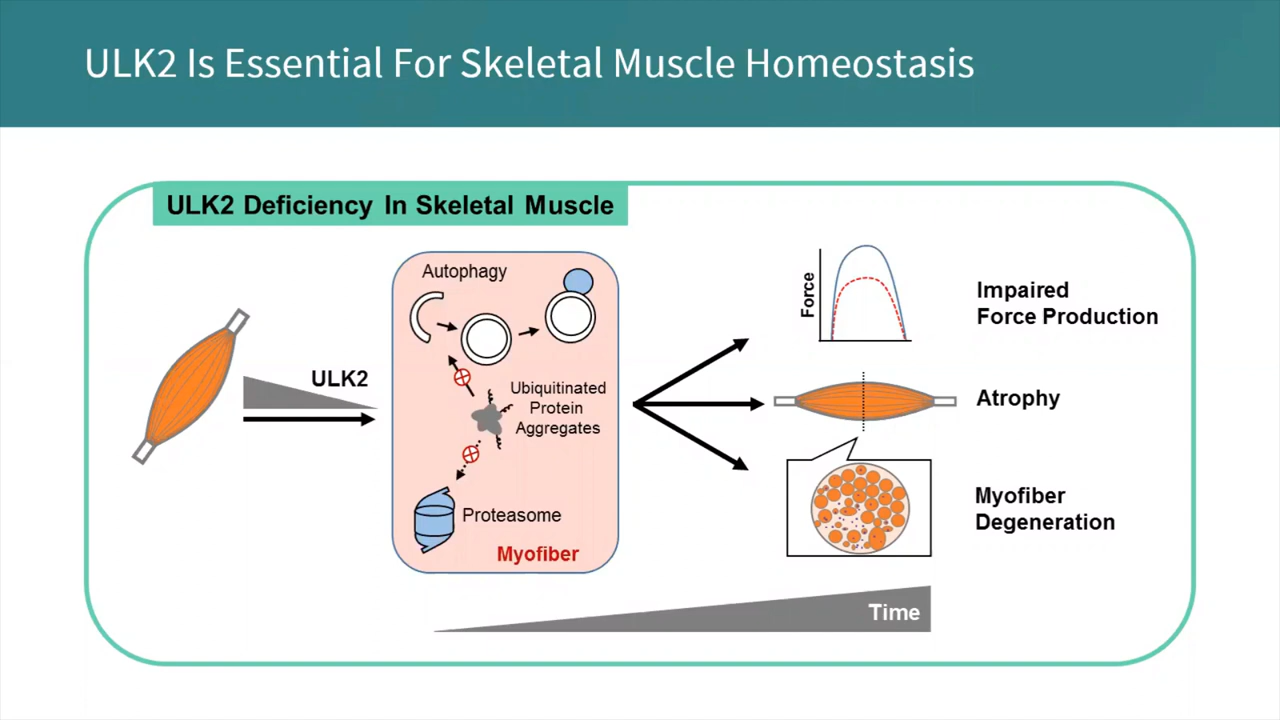 ULK2 Is Essential For Skeletal Muscle Homeostasis
ULK2 Deficiency In Skeletal Muscle
ULK2
Autophagy
Ubiquitinated
Protein
Aggregates
Proteasome
Myofiber
Force
Impaired
Force Production
Atrophy
Myofiber
Degeneration
Time